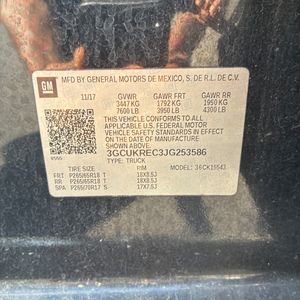 GM
MFD BY GENERAL MOTORS DE MEXICO, S. DE R.L. DE C.V.
11/17 GVWR GAWR FRT GAWR RR
3447 KG 1792 KG 1950 KG
7600 LB 3950 LB 4300 LB
THIS VEHICLE CONFORMS TO ALL
APPLICABLE U.S. FEDERAL MOTOR
VEHICLE SAFETY STANDARDS IN
EFFECT ON THE DATE OF MANUFACTURE
SHOWN ABOVE.
3GCUKREC3JG253586
TYPE: TRUCK
TIRE SIZE RIM
FRT P265/65R18 T 18X8.5J
RR P265/65R18 T 18X8.5J
SPA P265/70R17 S 17X7.5J